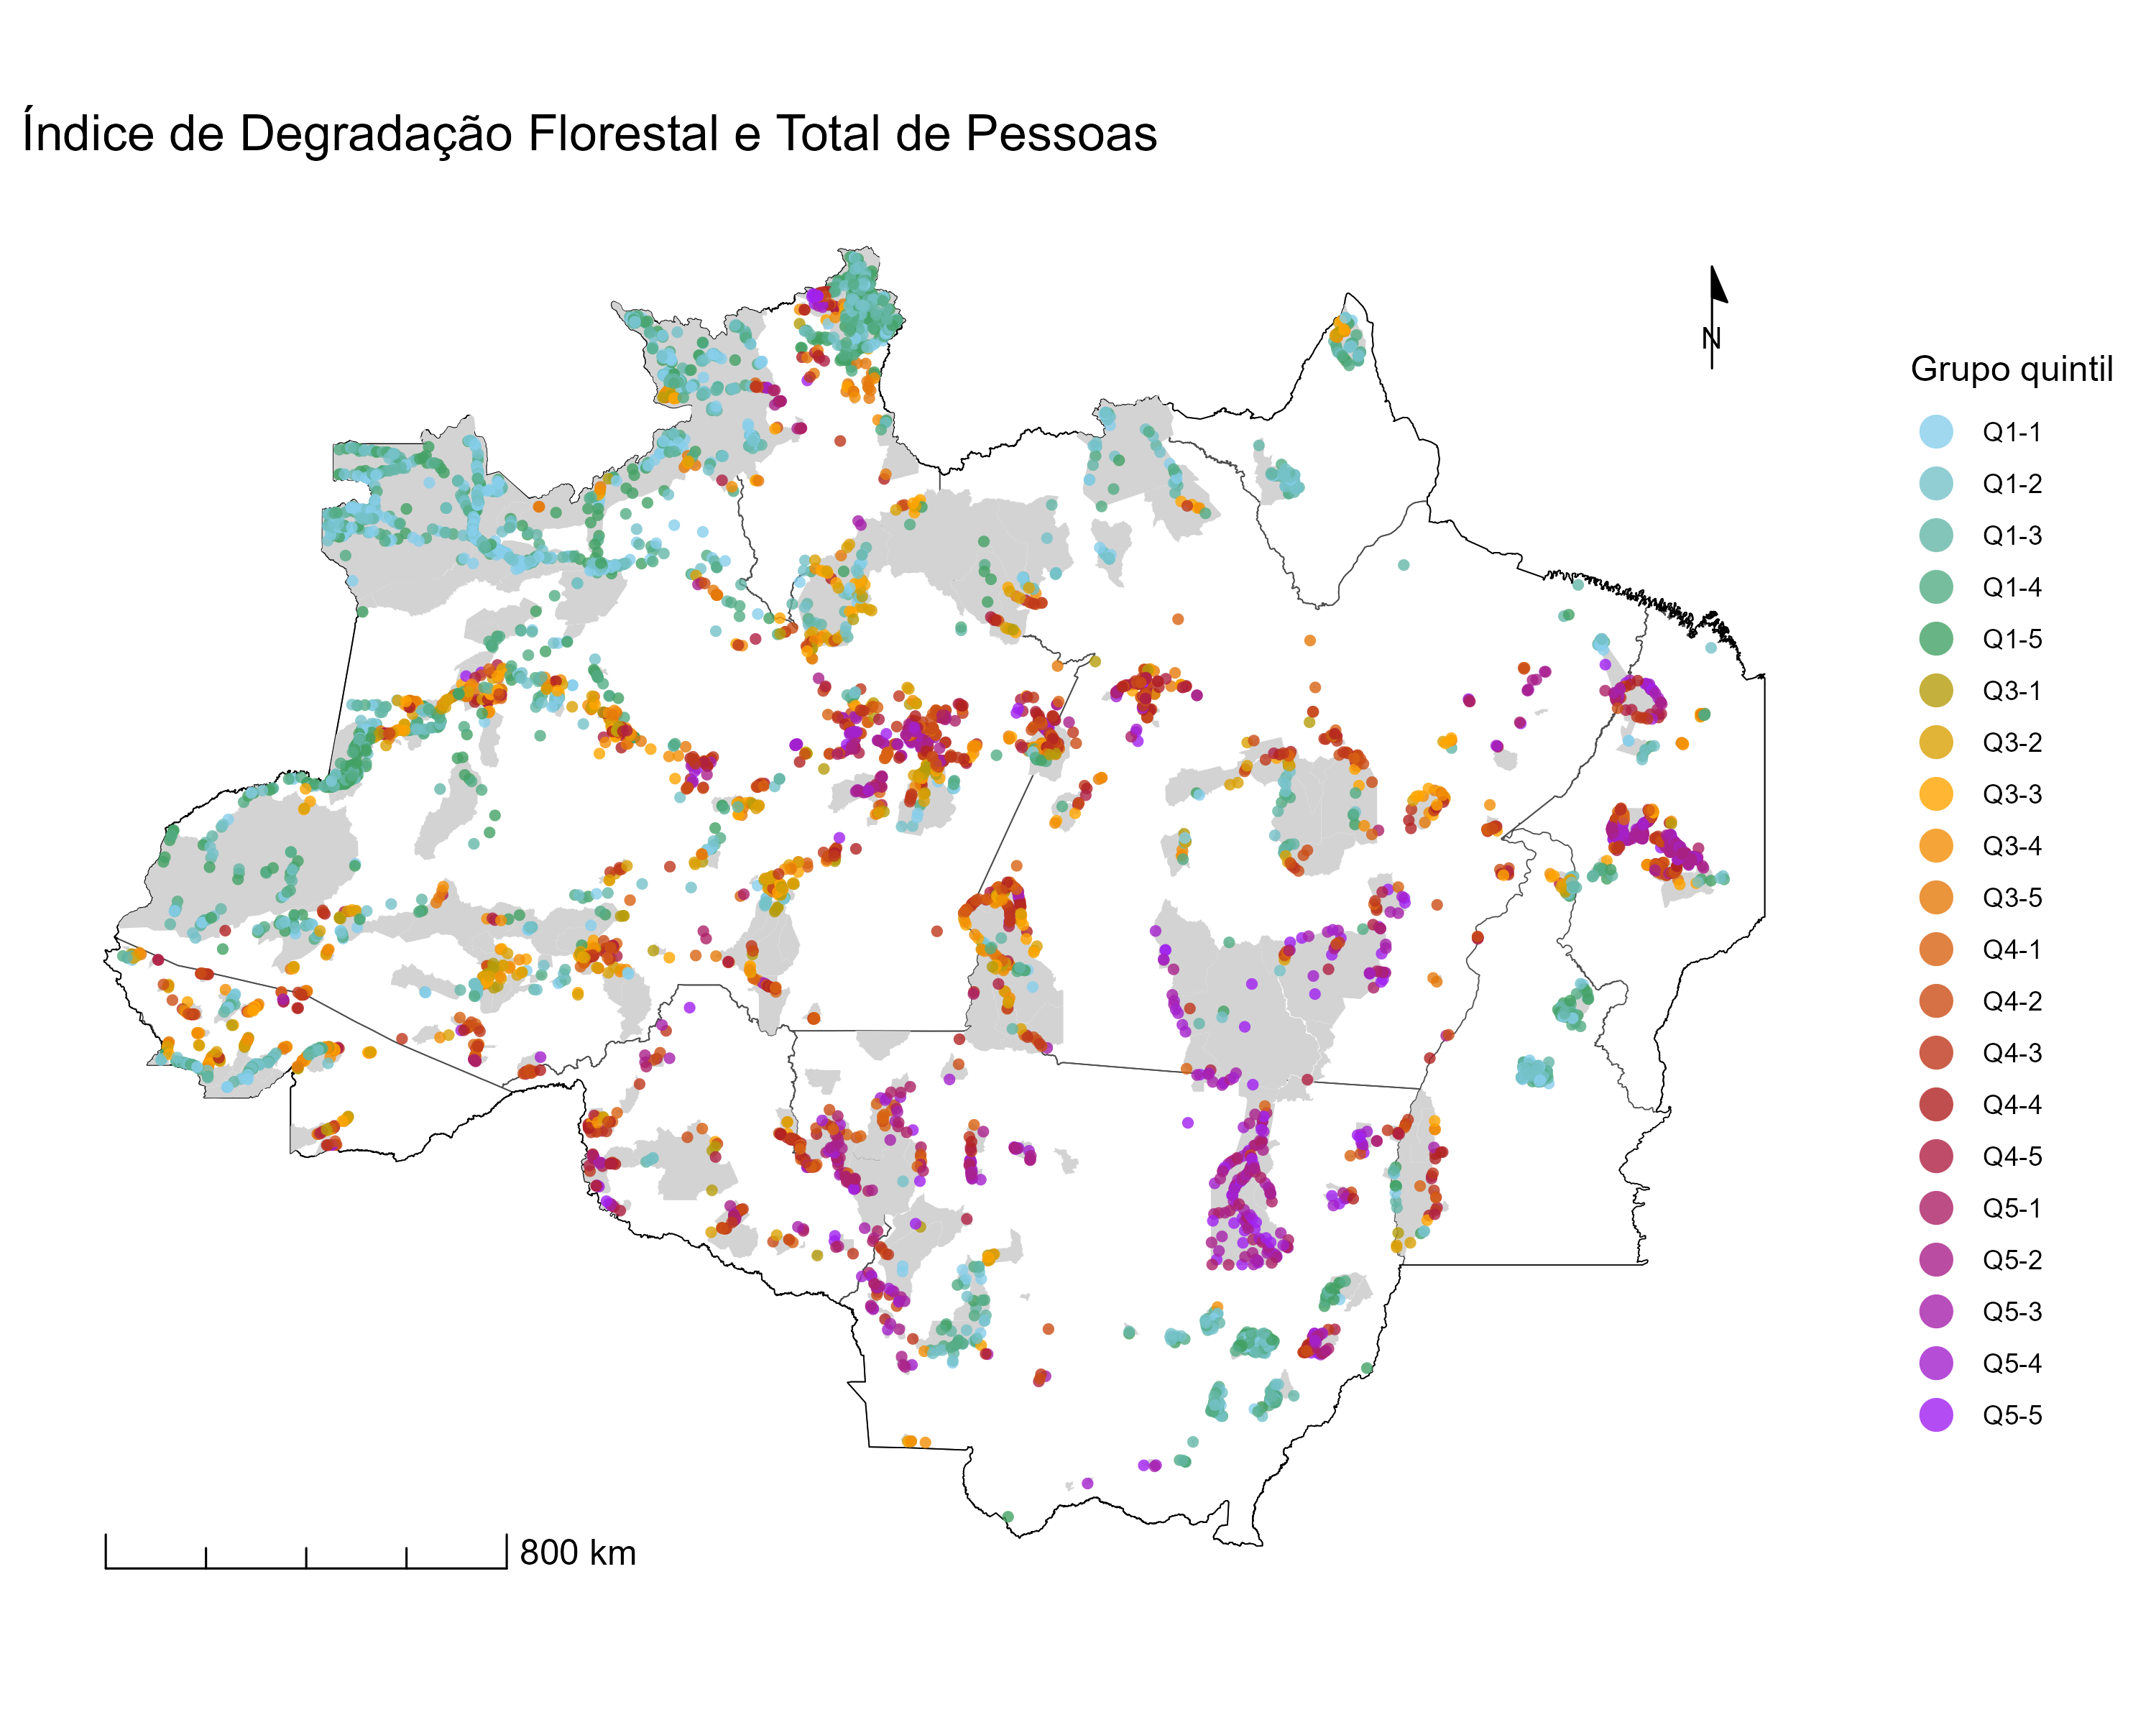 Índice de Degradação Florestal e Total de Pessoas
N
Grupo quintil
Q1-1
Q1-2
Q1-3
Q1-4
Q1-5
Q3-1
Q3-2
Q3-3
Q3-4
Q3-5
Q4-1
Q4-2
Q4-3
Q4-4
Q4-5
Q5-1
Q5-2
Q5-3
Q5-4
Q5-5
800 km